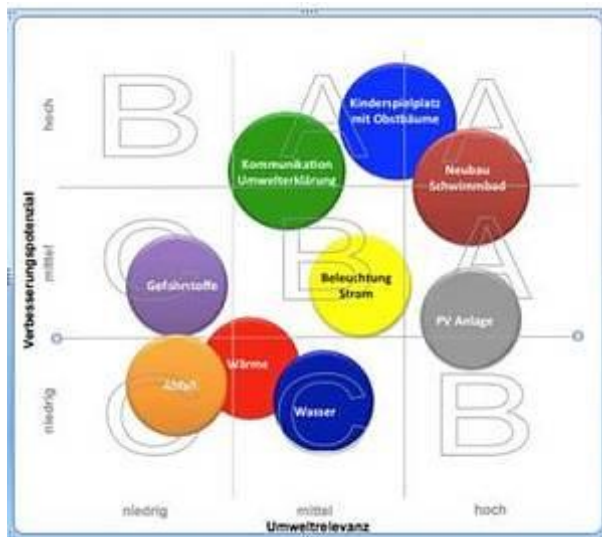 B
A
A
Kinderspielplatz
mit Obstbäume
Kommunikation
Umwelterklärung
Neubau
Schwimmbad
hoch
C
B
A
Gefahrstoffe
Beleuchtung
Strom
PV Anlage
mittel
Verbesserungspotenzial
C
C
B
Wärme
Abfall
Wasser
niedrig
niedrig
mittel
hoch
Umweltrelevanz